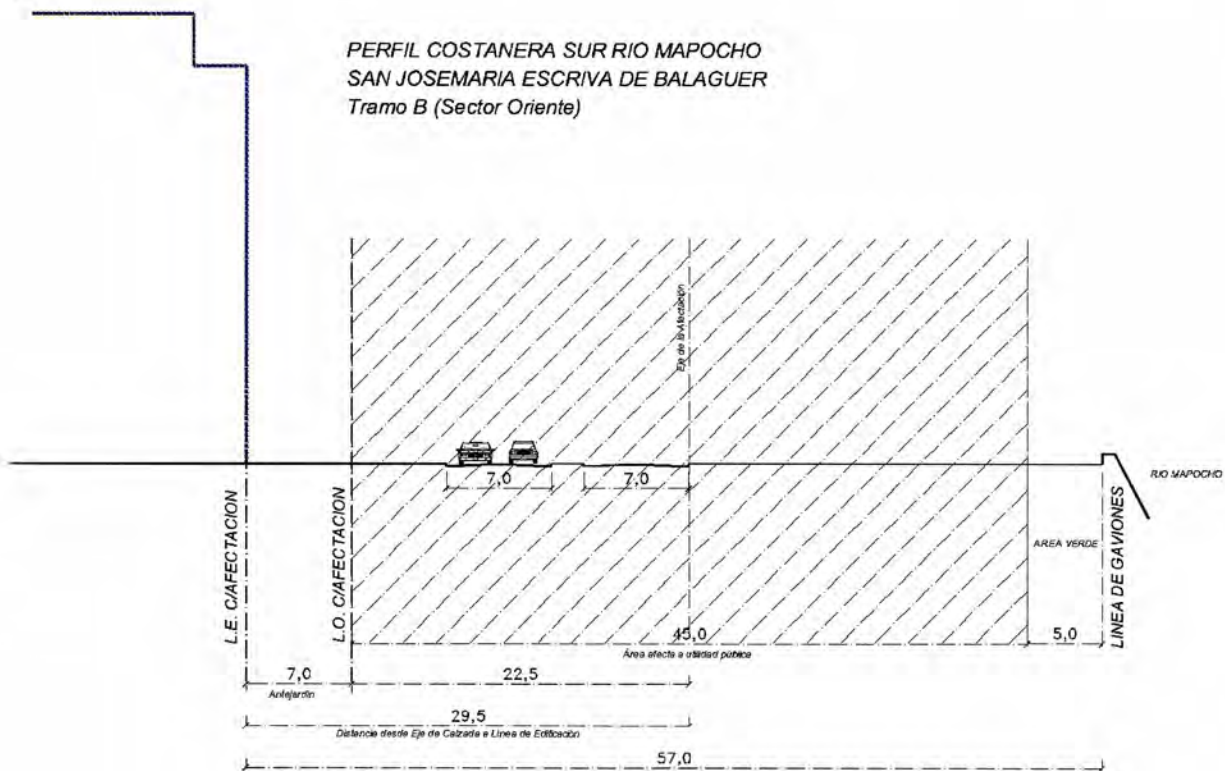 PERFIL COSTANERA SUR RIO MAPOCHO
SAN JOSEMARIA ESCRIVA DE BALAGUER
Tramo B (Sector Oriente)
Eje de la Afectación
7,0
7,0
RIO MAPOCHO
L.E. C/AFECTACION
L.O. C/AFECTACION
AREA VERDE
LINEA DE GAVIONES
45,0
5,0
Área afecta a utilidad pública
7,0
22,5
Antejardín
29,5
Distancia desde Eje de Calzada a Línea de Edificación
57,0